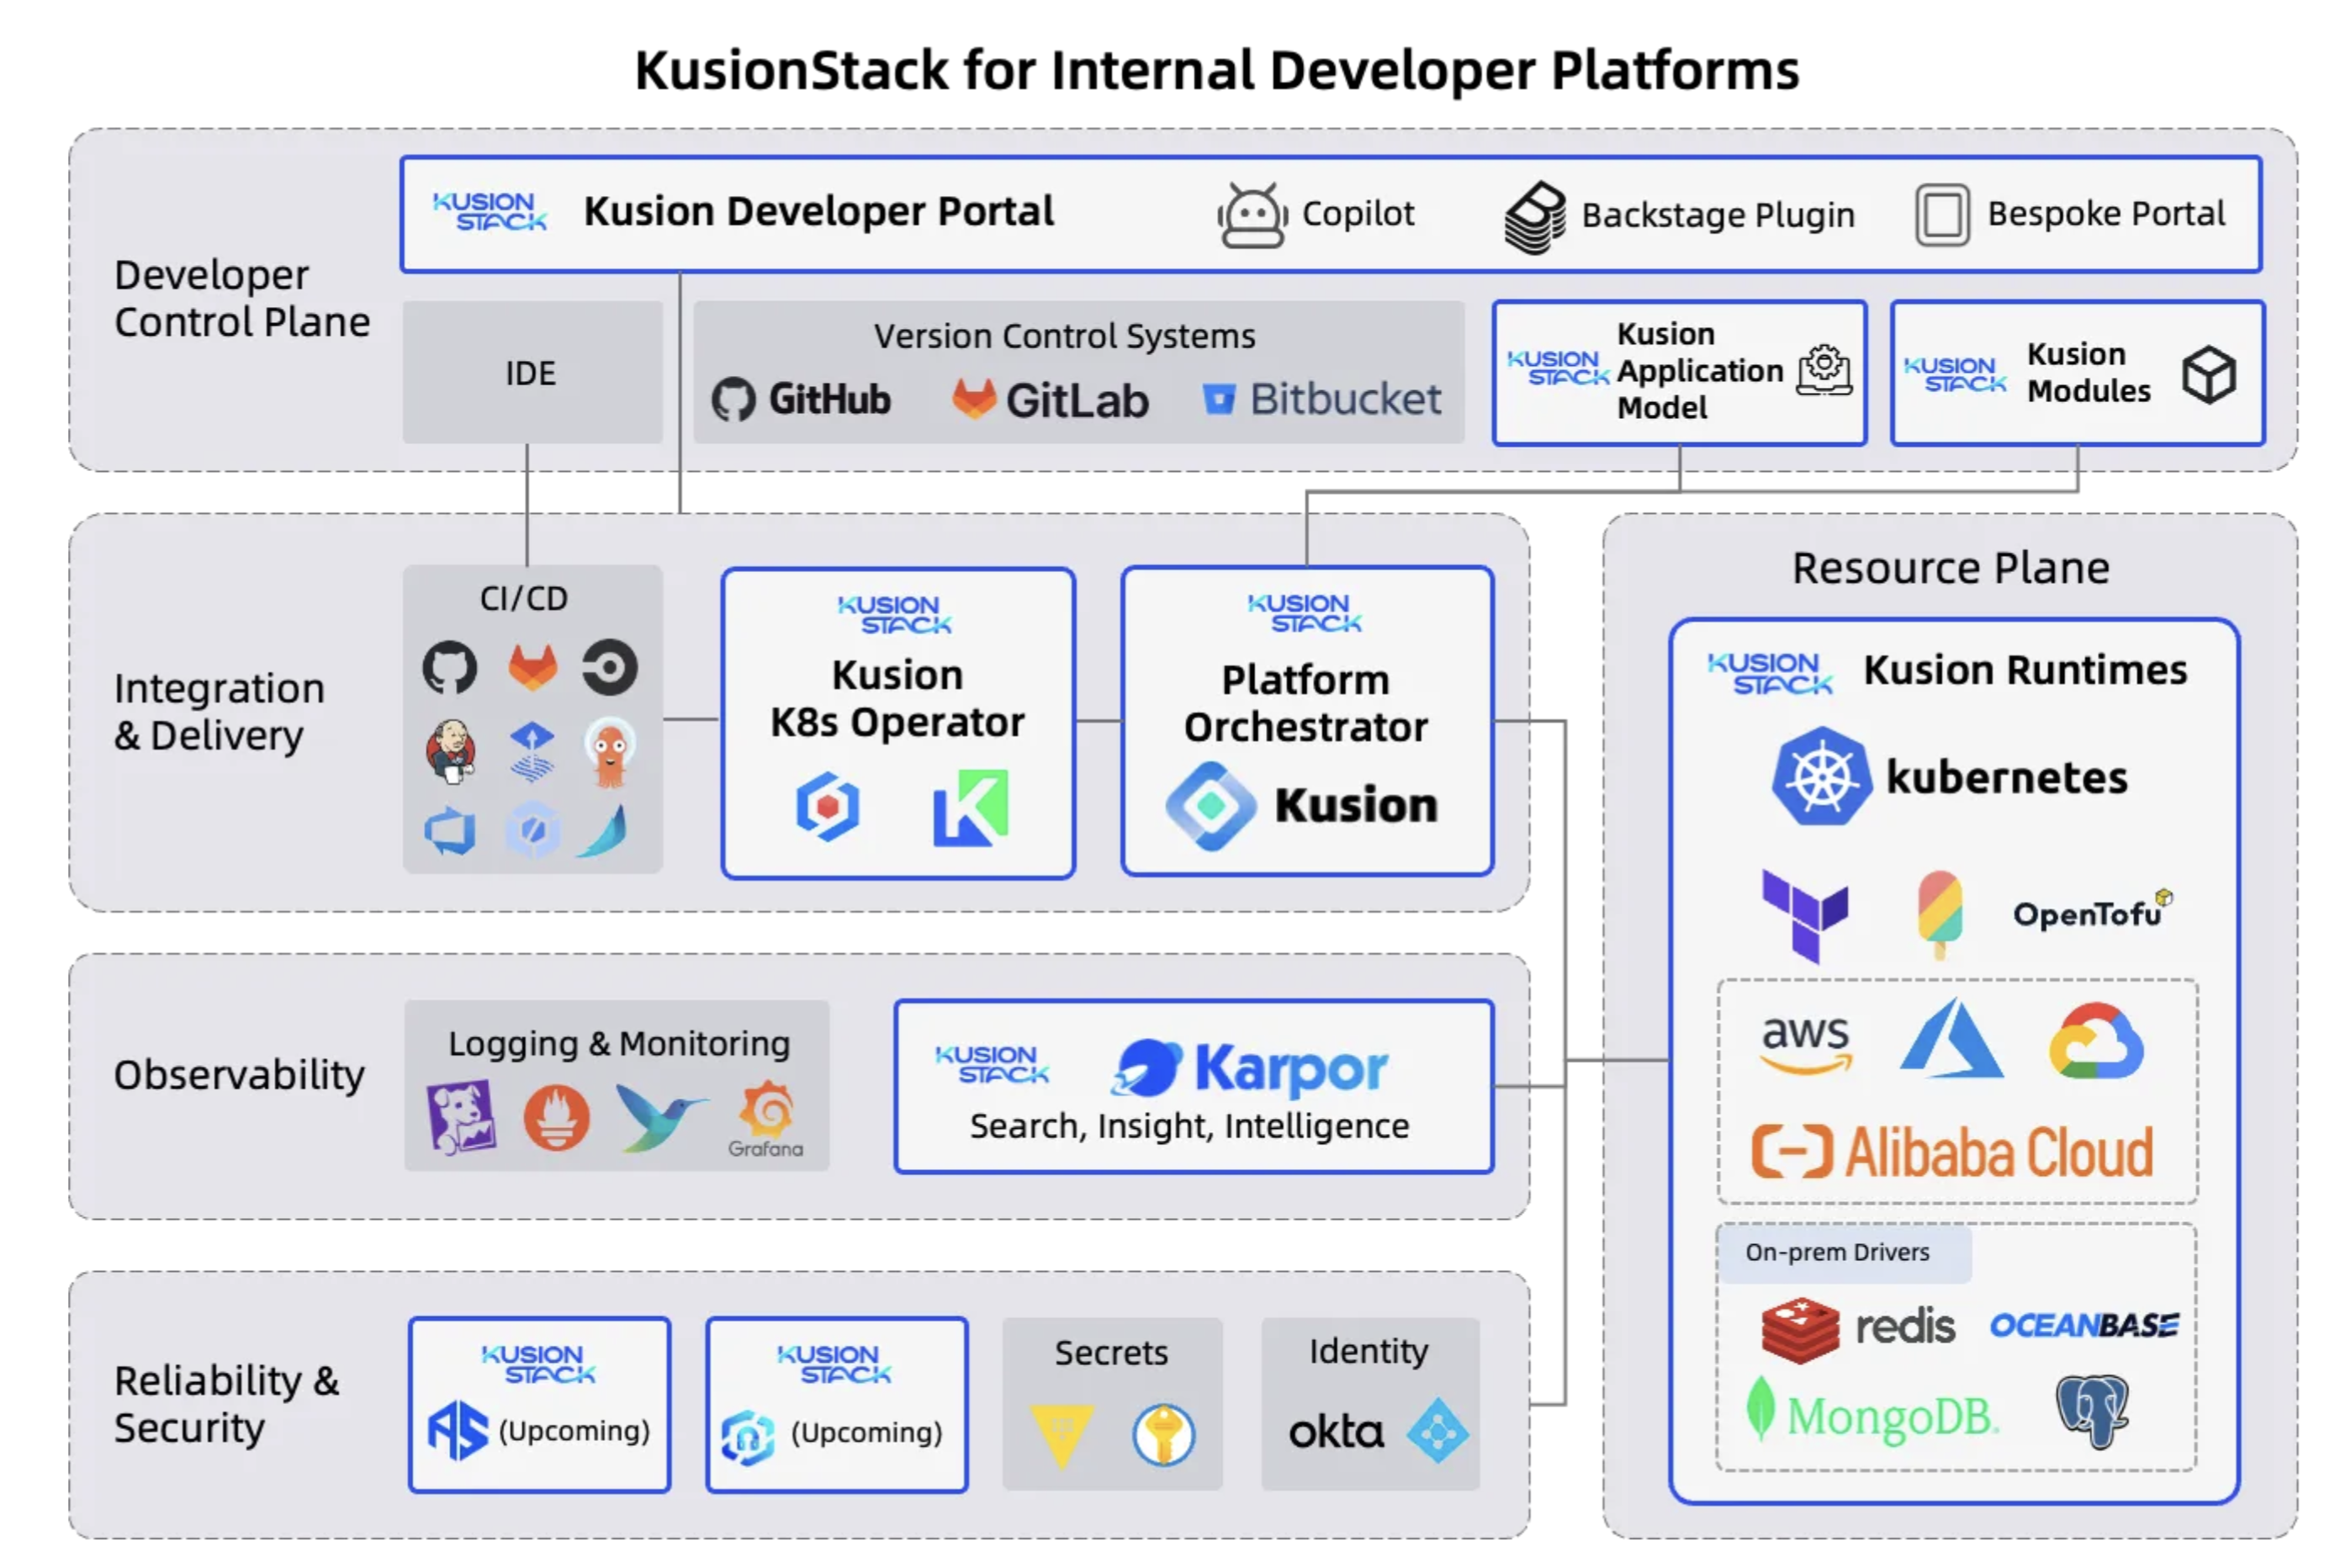 KusionStack for Internal Developer Platforms
Developer
Control Plane
KUSION
STACK
Kusion Developer Portal
Copilot
Backstage Plugin
Bespoke Portal
IDE
Version Control Systems
GitHub
GitLab
Bitbucket
KUSION
STACK
Kusion
Application
Model
KUSION
STACK
Kusion
Modules
Integration
& Delivery
CI/CD
KUSION
STACK
Kusion
K8s Operator
KUSION
STACK
Platform
Orchestrator
Kusion
Observability
Logging & Monitoring
Grafana
KUSION
STACK
Karpor
Search, Insight, Intelligence
Reliability &
Security
KUSION
STACK
(Upcoming)
KUSION
STACK
(Upcoming)
Secrets
Identity
okta
Resource Plane
KUSION
STACK
Kusion Runtimes
kubernetes
OpenTofu
aws
Alibaba Cloud
On-prem Drivers
redis
OCEANBASE
MongoDB.